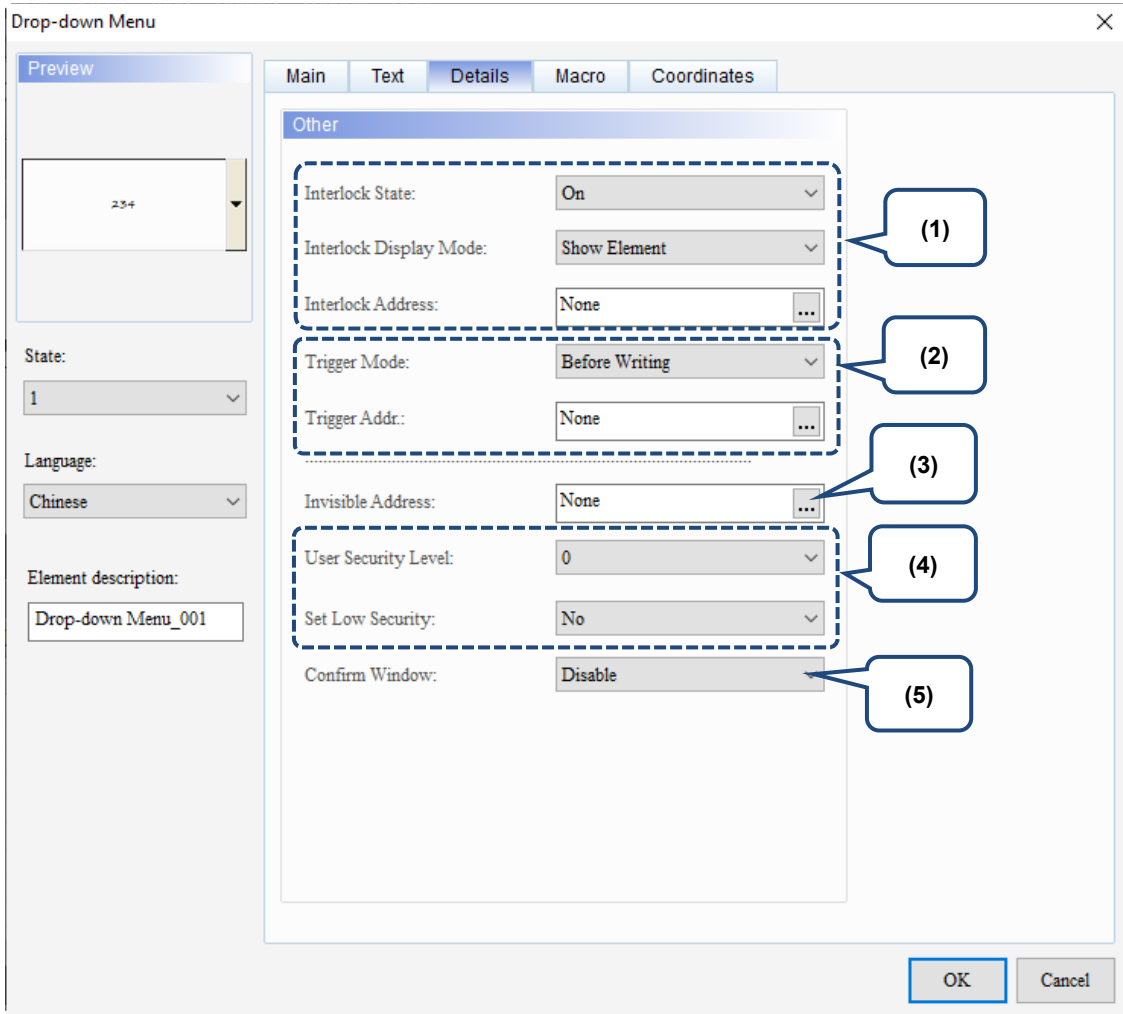 Drop-down Menu
Preview
234
State:
1
Language:
Chinese
Element description:
Drop-down Menu_001
Main Text Details Macro Coordinates
Other
Interlock State: On
Interlock Display Mode: Show Element
Interlock Address: None ...
(1)
Trigger Mode: Before Writing
Trigger Addr.: None ...
(2)
Invisible Address: None ...
(3)
User Security Level: 0
Set Low Security: No
(4)
Confirm Window: Disable
(5)
OK Cancel